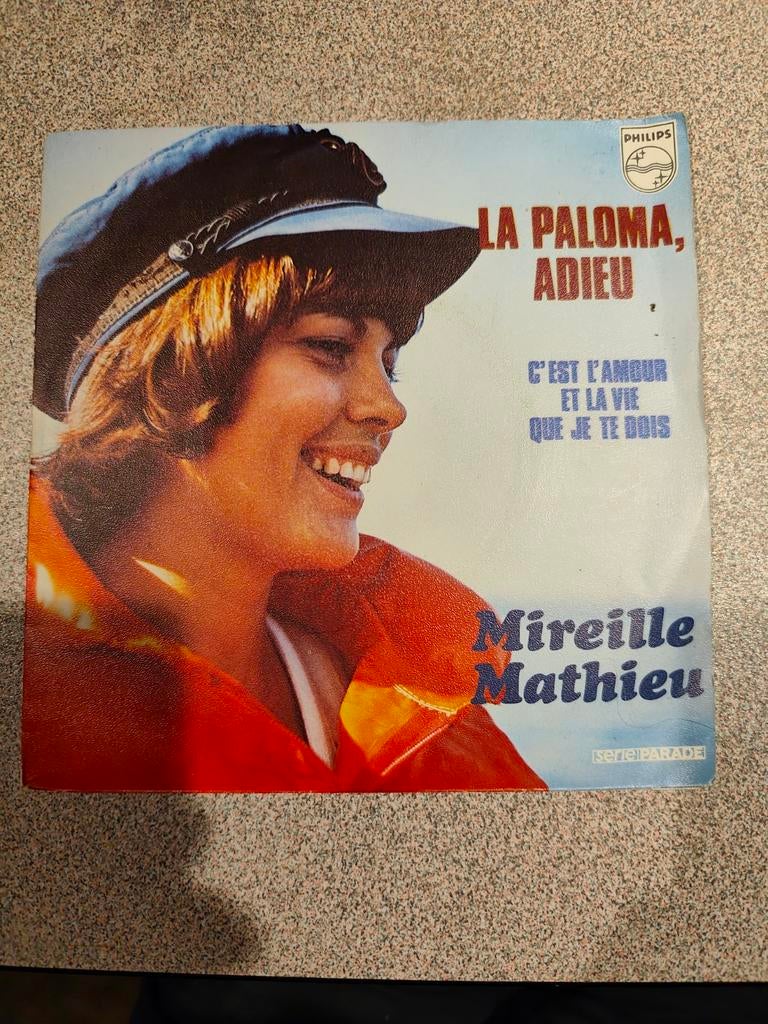 PHILIPS
LA PALOMA,
ADIEU
C'EST L'AMOUR
ET LA VIE
QUE JE TE DOIS
Mireille
Mathieu
serie PARADE